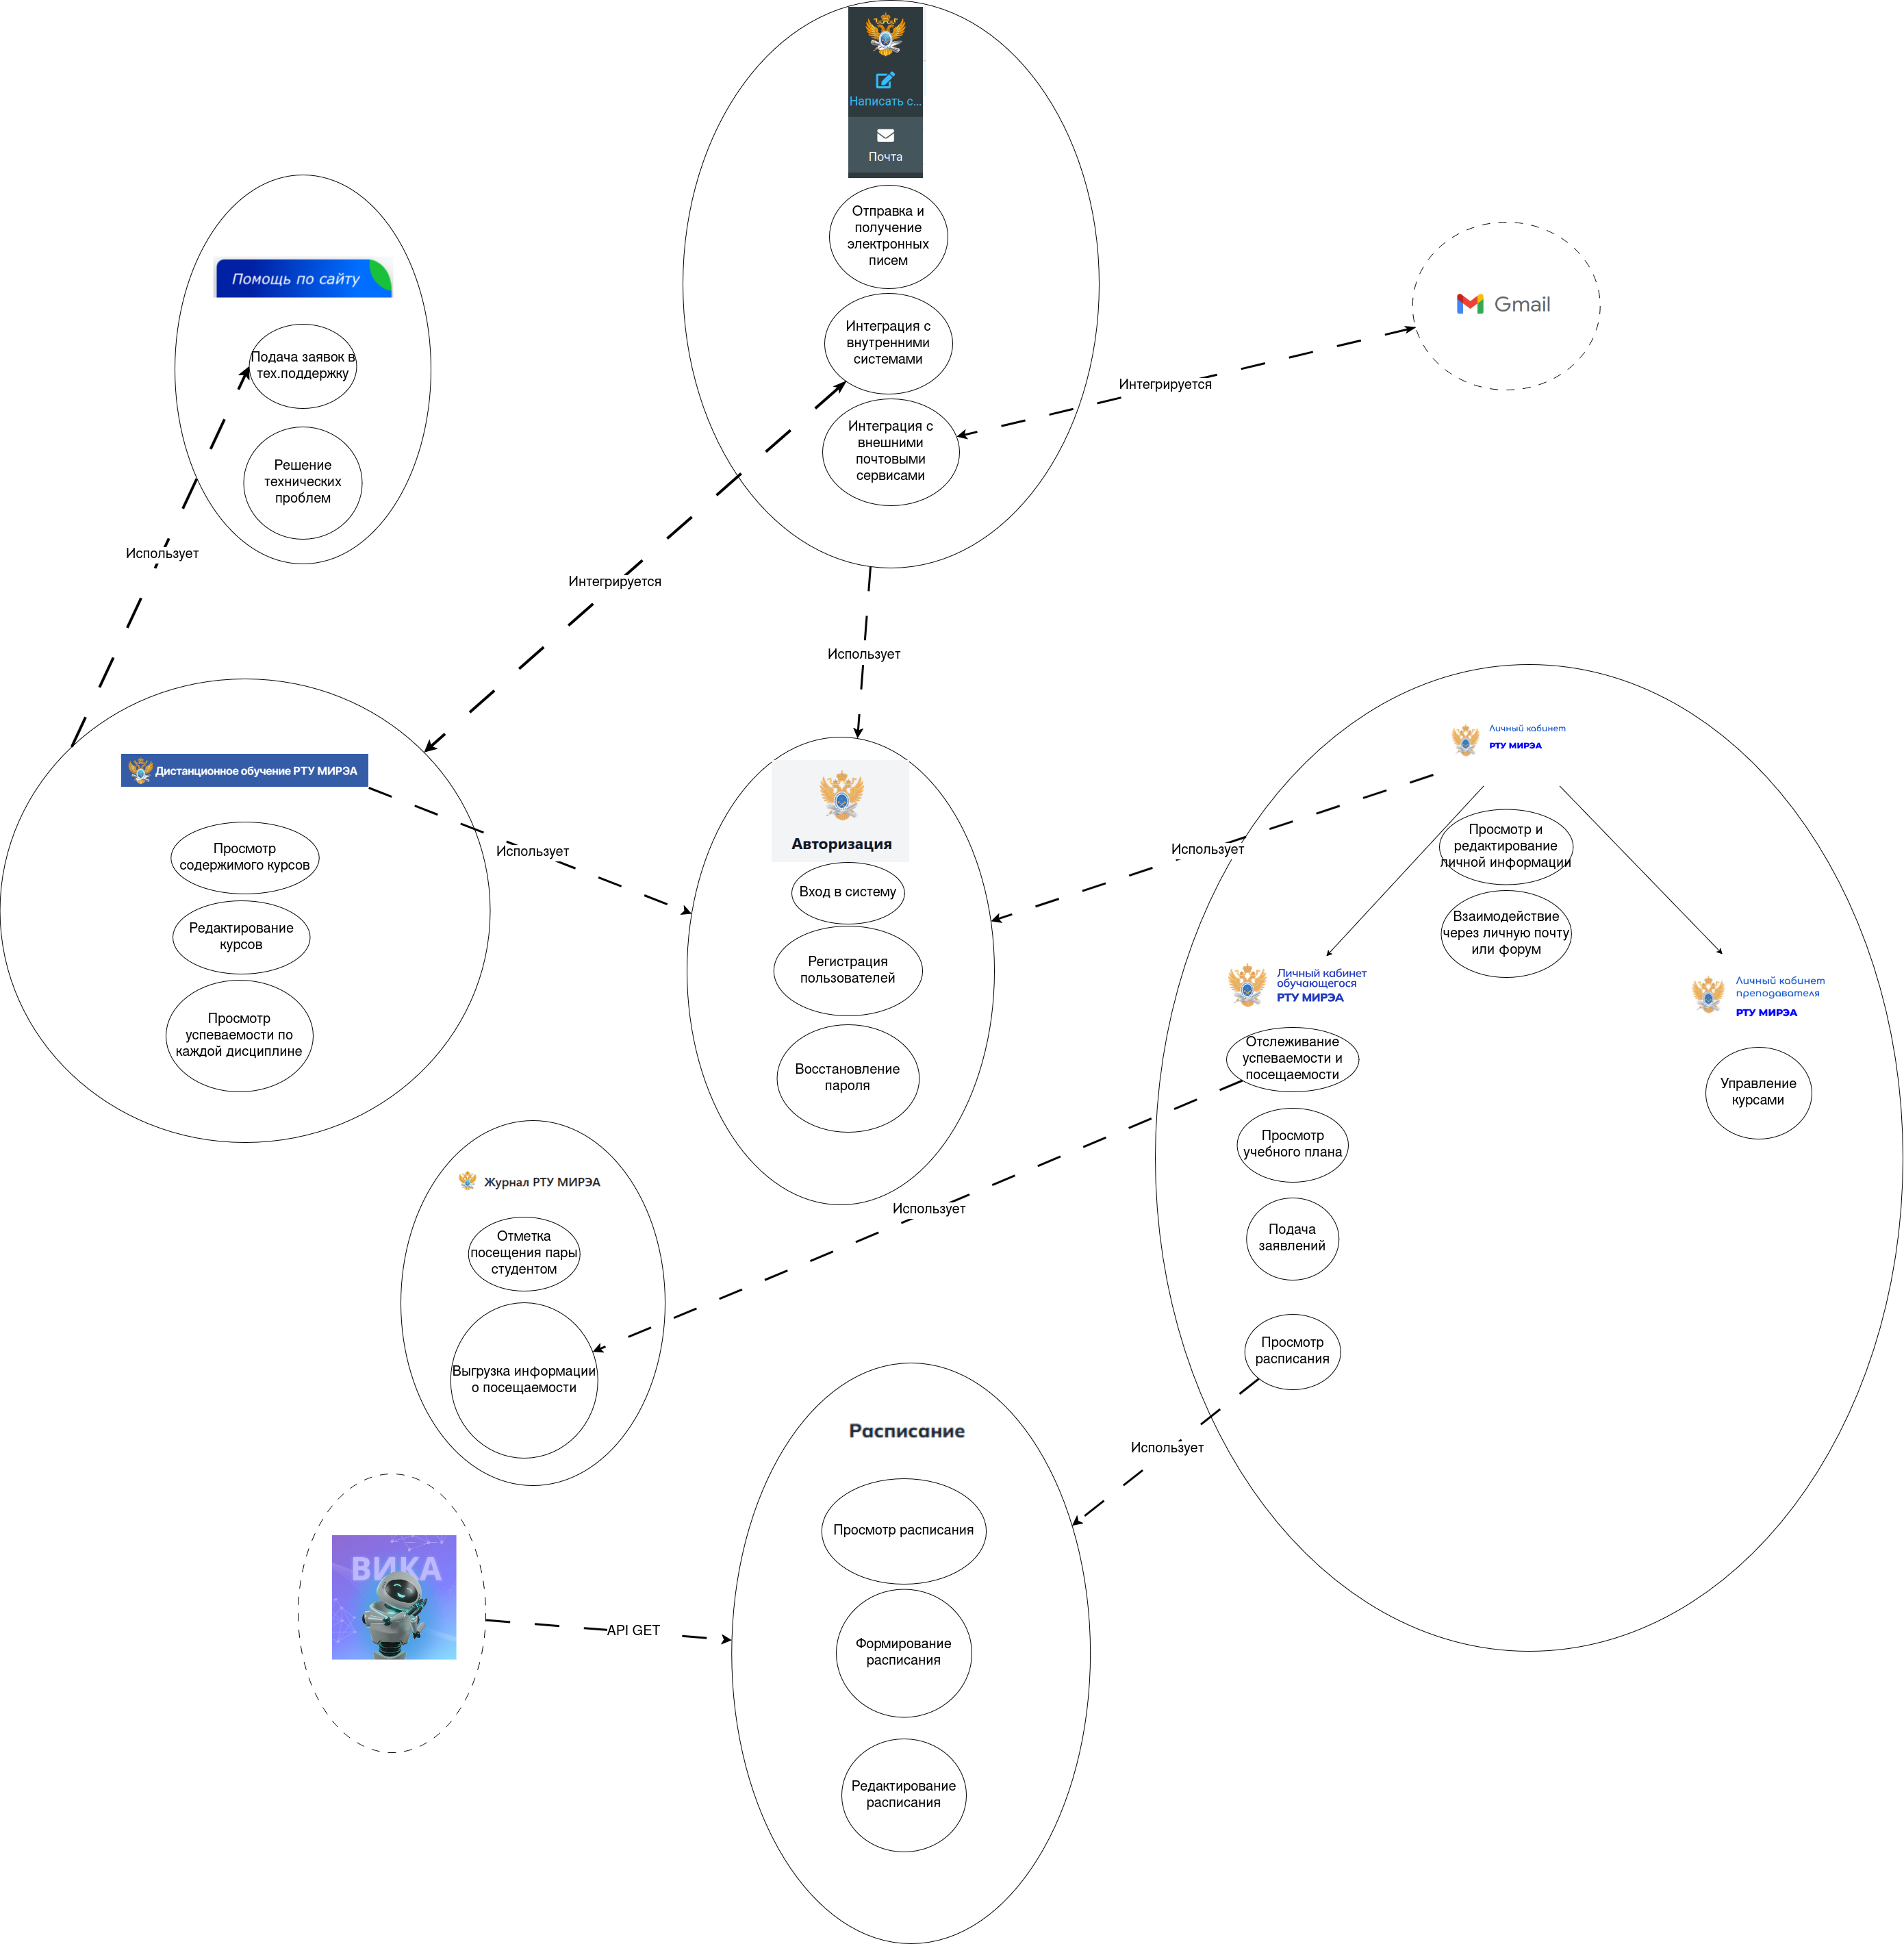 Написать с...
Почта
Отправка и
получение
электронных
писем
Интеграция с
внутренними
системами
Интеграция с
внешними
почтовыми
сервисами
Помощь по сайту
Подача заявок в
тех.поддержку
Решение
технических
проблем
Gmail
Интегрируется
Использует
Интегрируется
Использует
Дистанционное обучение РТУ МИРЭА
Просмотр
содержимого курсов
Редактирование
курсов
Просмотр
успеваемости по
каждой дисциплине
Использует
Авторизация
Вход в систему
Регистрация
пользователей
Восстановление
пароля
Использует
Личный кабинет
РТУ МИРЭА
Просмотр и
редактирование
личной информации
Взаимодействие
через личную почту
или форум
Личный кабинет
обучающегося
РТУ МИРЭА
Отслеживание
успеваемости и
посещаемости
Просмотр
учебного плана
Подача
заявлений
Просмотр
расписания
Личный кабинет
преподавателя
РТУ МИРЭА
Управление
курсами
Использует
Журнал РТУ МИРЭА
Отметка
посещения пары
студентом
Выгрузка информации
о посещаемости
Использует
Расписание
Просмотр расписания
Формирование
расписания
Редактирование
расписания
ВИКА
API GET